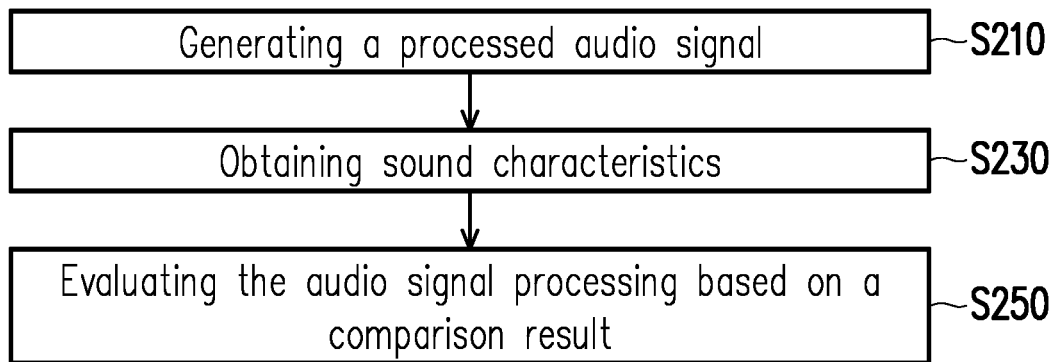 Generating a processed audio signal
S210
Obtaining sound characteristics
S230
Evaluating the audio signal processing based on a
comparison result
S250